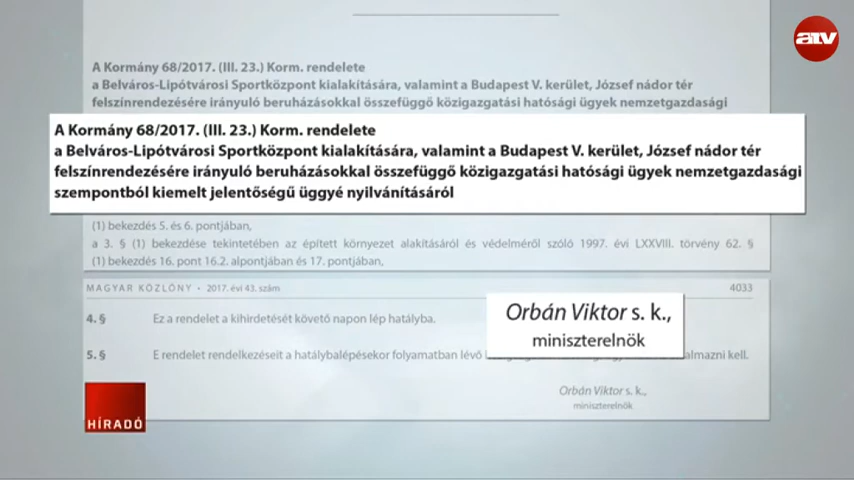 atv
A Kormány 68/2017. (III. 23.) Korm. rendelete
a Belváros-Lipótvárosi Sportközpont kialakítására, valamint a Budapest V. kerület, József nádor tér
felszínrendezésére irányuló beruházásokkal összefüggő közigazgatási hatósági ügyek nemzetgazdasági
A Kormány 68/2017. (III. 23.) Korm. rendelete
a Belváros-Lipótvárosi Sportközpont kialakítására, valamint a Budapest V. kerület, József nádor tér
felszínrendezésére irányuló beruházásokkal összefüggő közigazgatási hatósági ügyek nemzetgazdasági
szempontból kiemelt jelentőségű üggyé nyilvánításáról
(1) bekezdés 5. és 6. pontjában,
a 3. § (1) bekezdése tekintetében az épített környezet alakításáról és védelméről szóló 1997. évi LXXVIII. törvény 62. §
(1) bekezdés 16. pont 16.2. alpontjában és 17. pontjában,
MAGYAR KÖZLÖNY • 2017. évi 43. szám 4033
4. § Ez a rendelet a kihirdetését követő napon lép hatályba.
Orbán Viktor s. k.,
miniszterelnök
5. § E rendelet rendelkezéseit a hatálybalépésekor folyamatban lévő kell.
Orbán Viktor s. k.,
miniszterelnök
HÍRADÓ